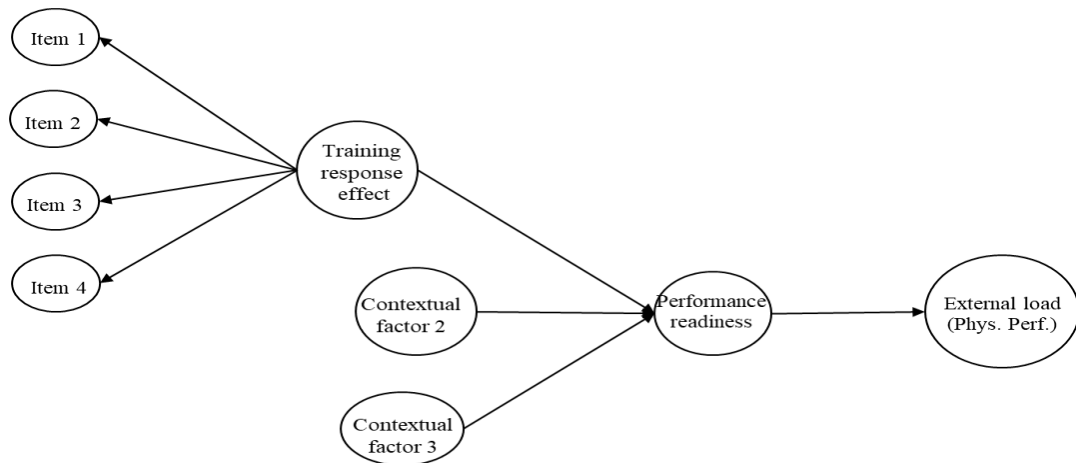 Item 1
Item 2
Item 3
Item 4
Training
response
effect
Contextual
factor 2
Contextual
factor 3
Performance
readiness
External load
(Phys. Perf.)